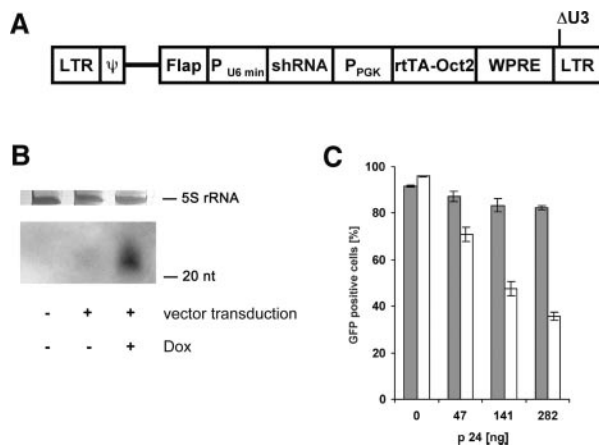 A
ΔU3
LTR ψ Flap P U6 min shRNA P PGK rtTA-Oct2 WPRE LTR
B
5S rRNA
20 nt
- + + vector transduction
- - + Dox
C
100
80
60
40
20
0
GFP positive cells [%]
0 47 141 282
p 24 [ng]